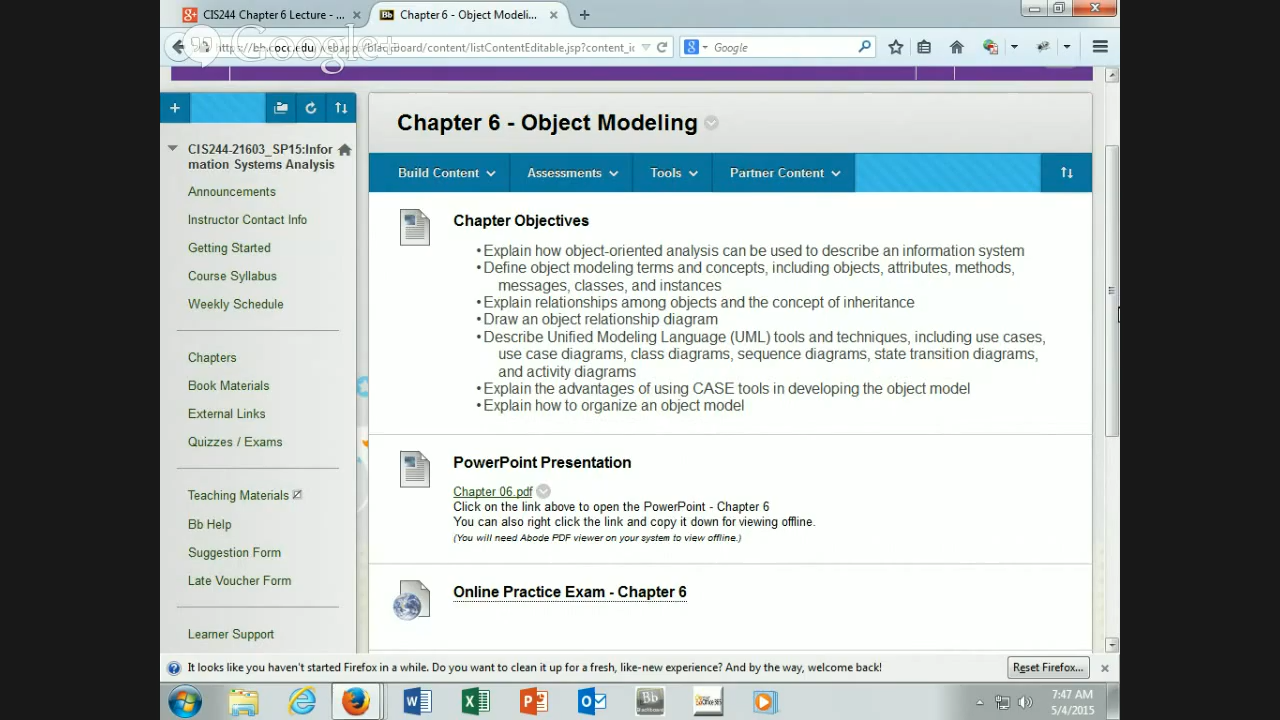 CIS244 Chapter 6 Lecture - ...
Chapter 6 - Object Modeli...
Google+
Google
Chapter 6 - Object Modeling
CIS244-21603_SP15:Infor
mation Systems Analysis
Announcements
Instructor Contact Info
Getting Started
Course Syllabus
Weekly Schedule
Chapters
Book Materials
External Links
Quizzes / Exams
Teaching Materials
Bb Help
Suggestion Form
Late Voucher Form
Learner Support
Build Content
Assessments
Tools
Partner Content
Chapter Objectives
•Explain how object-oriented analysis can be used to describe an information system
•Define object modeling terms and concepts, including objects, attributes, methods,
messages, classes, and instances
•Explain relationships among objects and the concept of inheritance
•Draw an object relationship diagram
•Describe Unified Modeling Language (UML) tools and techniques, including use cases,
use case diagrams, class diagrams, sequence diagrams, state transition diagrams,
and activity diagrams
•Explain the advantages of using CASE tools in developing the object model
•Explain how to organize an object model
PowerPoint Presentation
Chapter 06.pdf
Click on the link above to open the PowerPoint - Chapter 6
You can also right click the link and copy it down for viewing offline.
(You will need Abode PDF viewer on your system to view offline.)
Online Practice Exam - Chapter 6
It looks like you haven't started Firefox in a while. Do you want to clean it up for a fresh, like-new experience? And by the way, welcome back!
Reset Firefox...
7:47 AM
5/4/2015